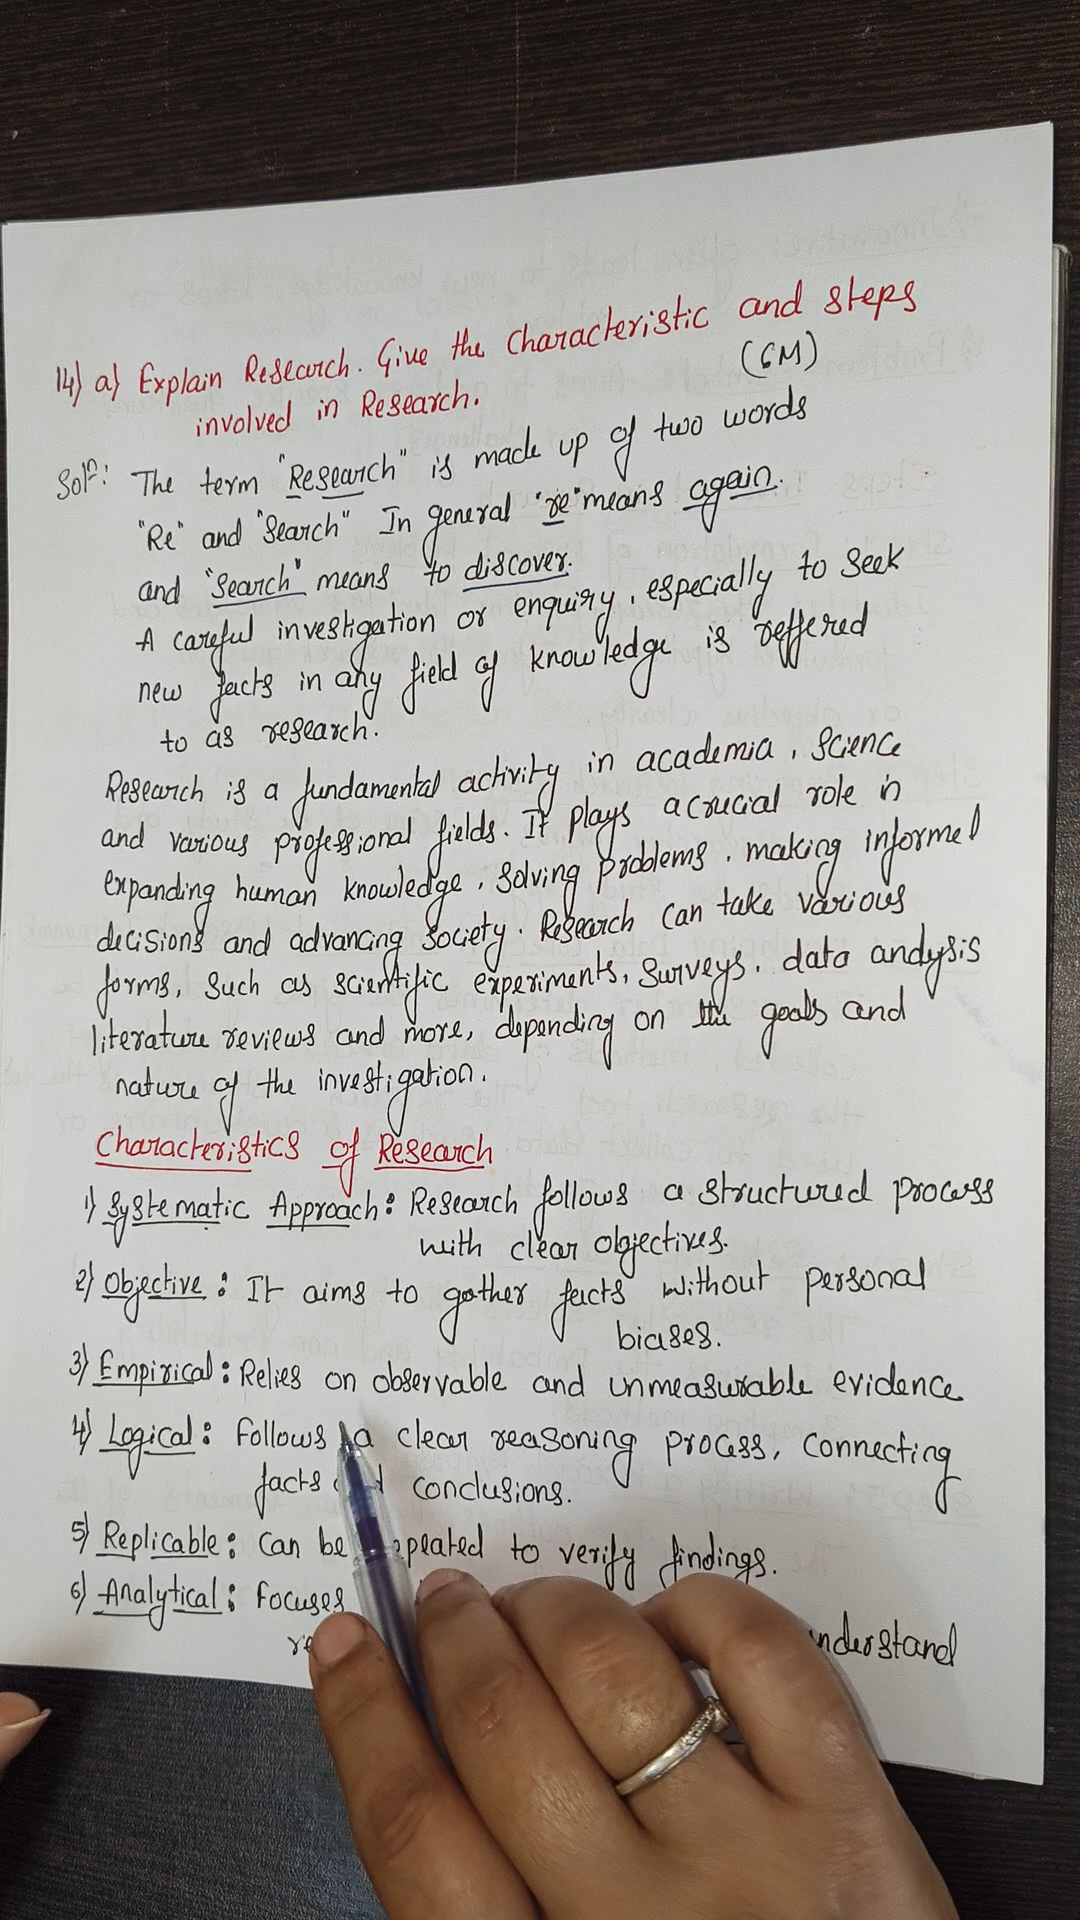 14) a) Explain Research. Give the Characteristic and steps
involved in Research. (6M)
Solⁿ: The term "Research" is made up of two words
"Re" and "Search" In general "re" means again.
and "Search" means to discover.
A careful investigation or enquiry, especially to seek
new facts in any field of knowledge is reffered
to as research.
Research is a fundamental activity in academia, science
and various professional fields. It plays a crucial role in
expanding human knowledge, solving problems, making informed
decisions and advancing society. Research can take various
forms, such as scientific experiments, surveys, data analysis
literature reviews and more, depending on the goals and
nature of the investigation.
Characteristics of Research
1) Systematic Approach: Research follows a structured process
with clear objectives.
2) Objective: It aims to gather facts without personal
biases.
3) Empirical: Relies on observable and unmeasurable evidence
4) Logical: Follows a clear reasoning process, connecting
facts conclusions.
5) Replicable: Can be repeated to verify findings.
6) Analytical: Focuses
understand